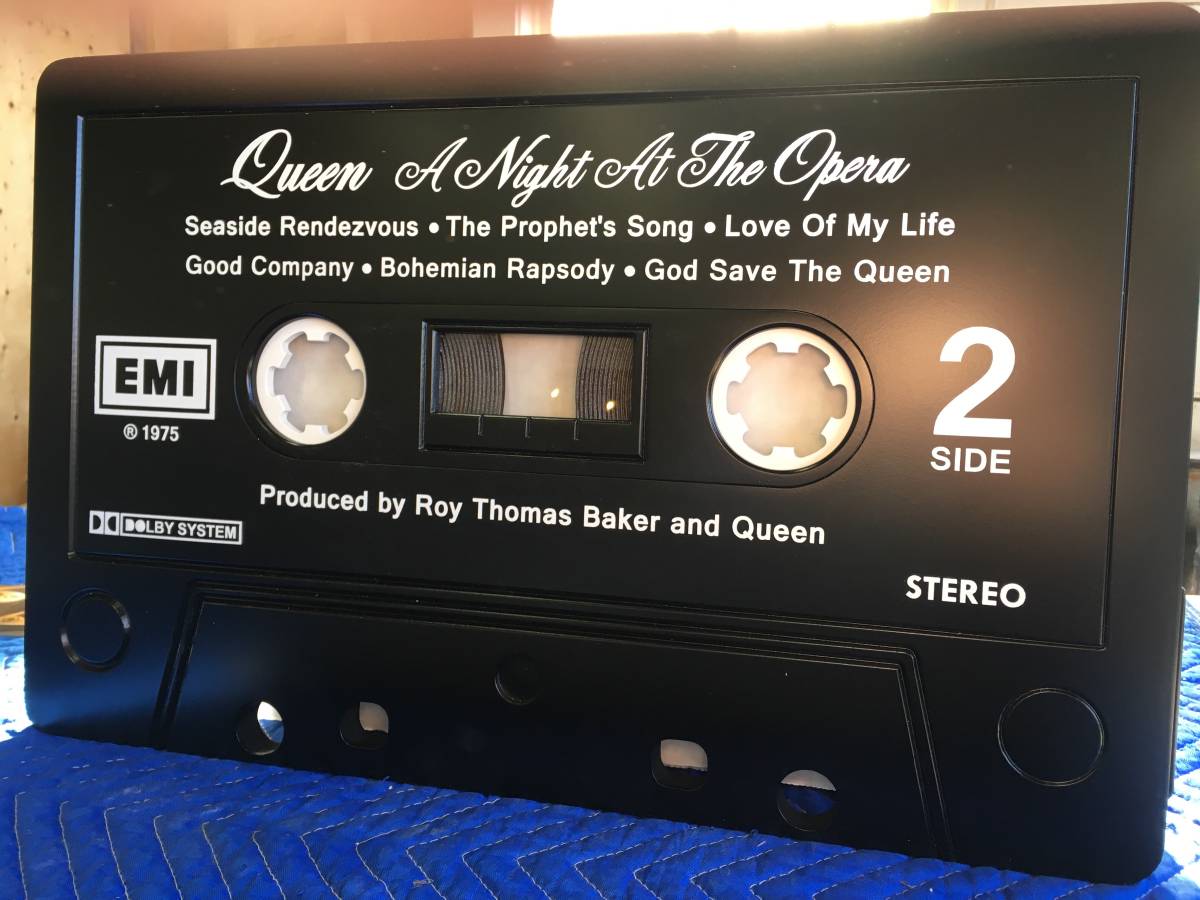 Queen A Night At The Opera
Seaside Rendezvous • The Prophet's Song • Love Of My Life
Good Company • Bohemian Rapsody • God Save The Queen
EMI
℗ 1975
2
SIDE
Produced by Roy Thomas Baker and Queen
DOLBY SYSTEM
STEREO